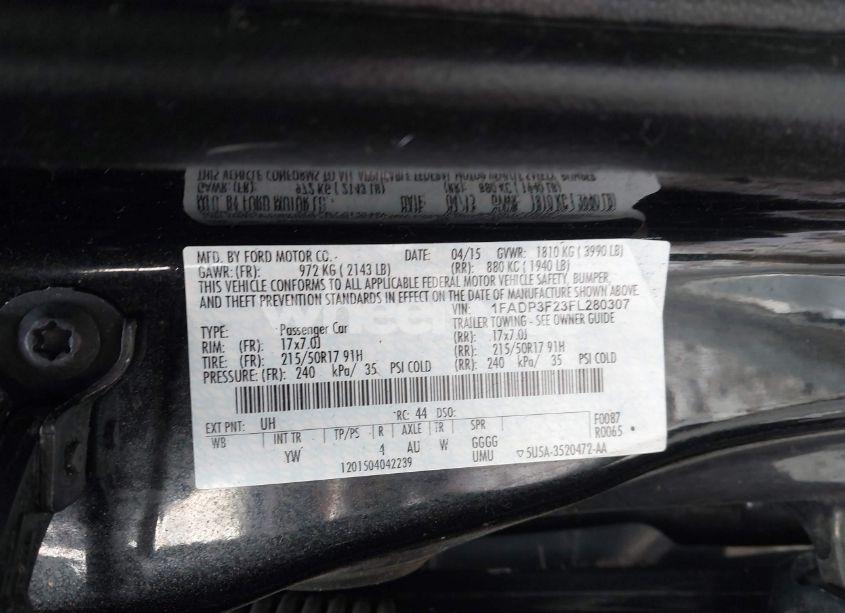 MFD. BY FORD MOTOR CO. DATE: 04/15 GVWR: 1810 KG ( 3990 LB)
GAWR: (FR): 972 KG ( 2143 LB) (RR): 880 KG ( 1940 LB)
THIS VEHICLE CONFORMS TO ALL APPLICABLE FEDERAL MOTOR VEHICLE SAFETY, BUMPER,
AND THEFT PREVENTION STANDARDS IN EFFECT ON THE DATE OF MANUFACTURE SHOWN ABOVE.
VIN: 1FADP3F23FL280307
TYPE: Passenger Car TRAILER TOWING - SEE OWNER GUIDE
RIM: (FR): 17x7.0J (RR): 17x7.0J
TIRE: (FR): 215/50R17 91H (RR): 215/50R17 91H
PRESSURE: (FR): 240 kPa/ 35 PSI COLD (RR): 240 kPa/ 35 PSI COLD
EXT PNT: UH RC: 44 DSO: F0087
WB INT TR TP/PS R AXLE TR SPR R0065
YW 4 AU W GGGG
1201504042239 UMU ▽5U5A-3520472-AA